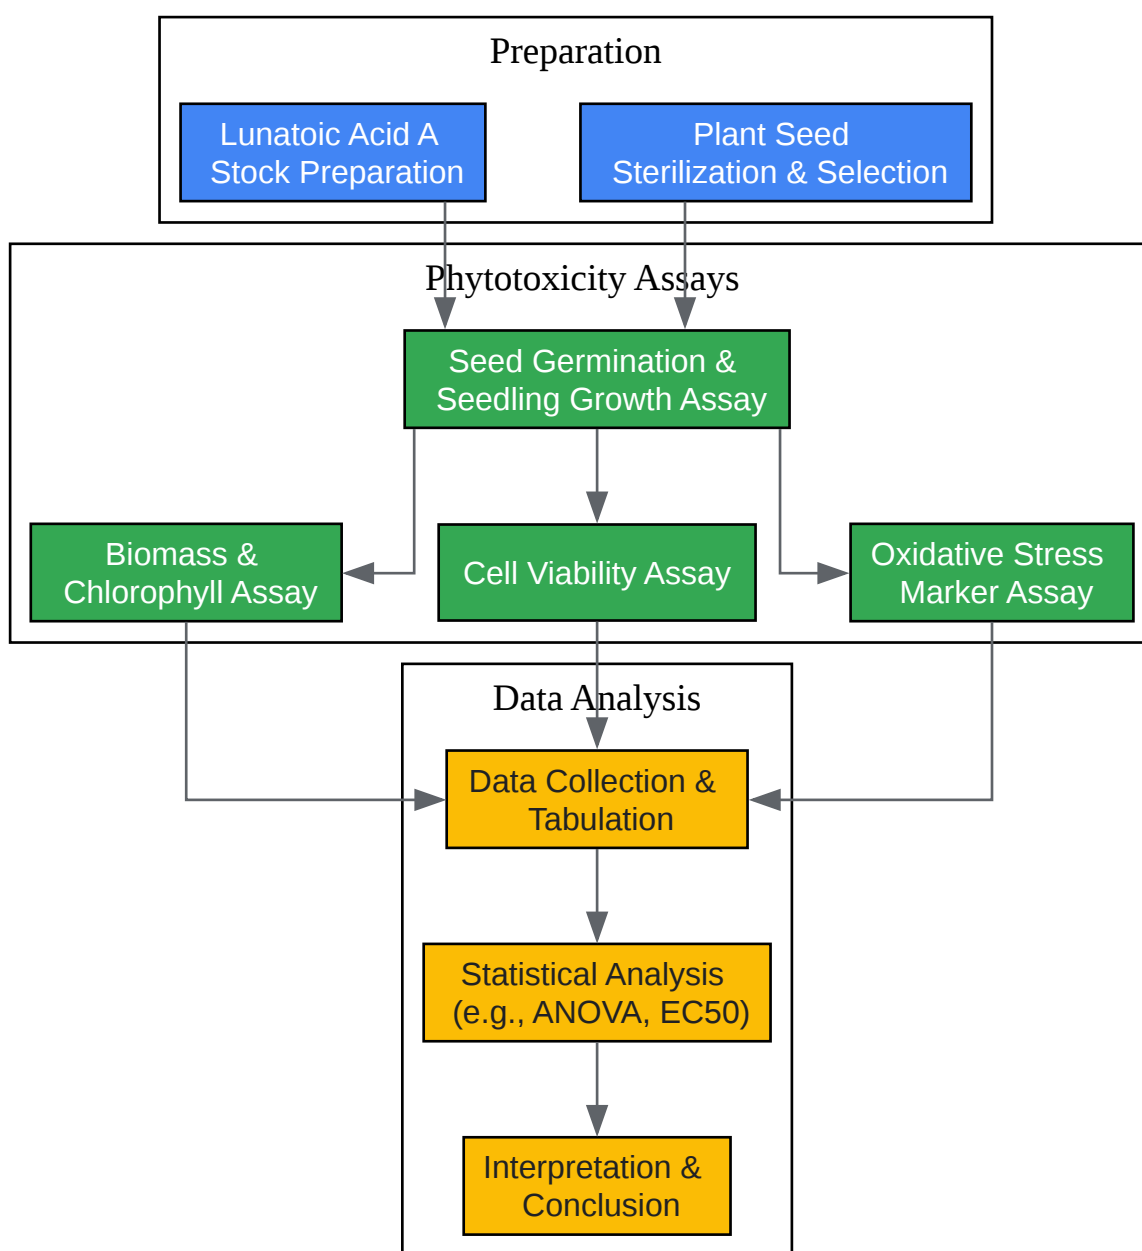 Preparation
Lunatoic Acid A
Stock Preparation
Plant Seed
Sterilization & Selection
Phytotoxicity Assays
Seed Germination &
Seedling Growth Assay
Biomass &
Chlorophyll Assay
Cell Viability Assay
Oxidative Stress
Marker Assay
Data Analysis
Data Collection &
Tabulation
Statistical Analysis
(e.g., ANOVA, EC50)
Interpretation &
Conclusion